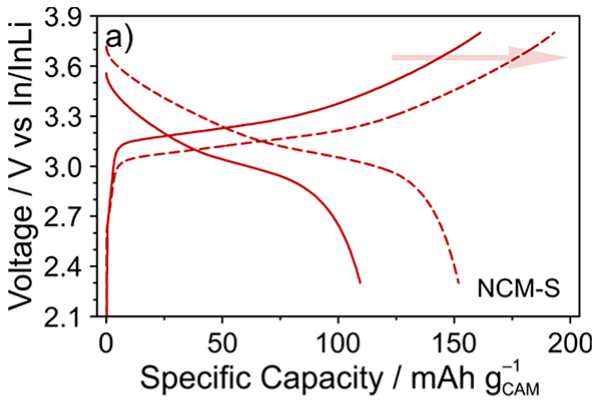 a)
3.9
3.6
3.3
3.0
2.7
2.4
2.1
Voltage / V vs In/InLi
NCM-S
0 50 100 150 200
Specific Capacity / mAh g⁻¹CAM